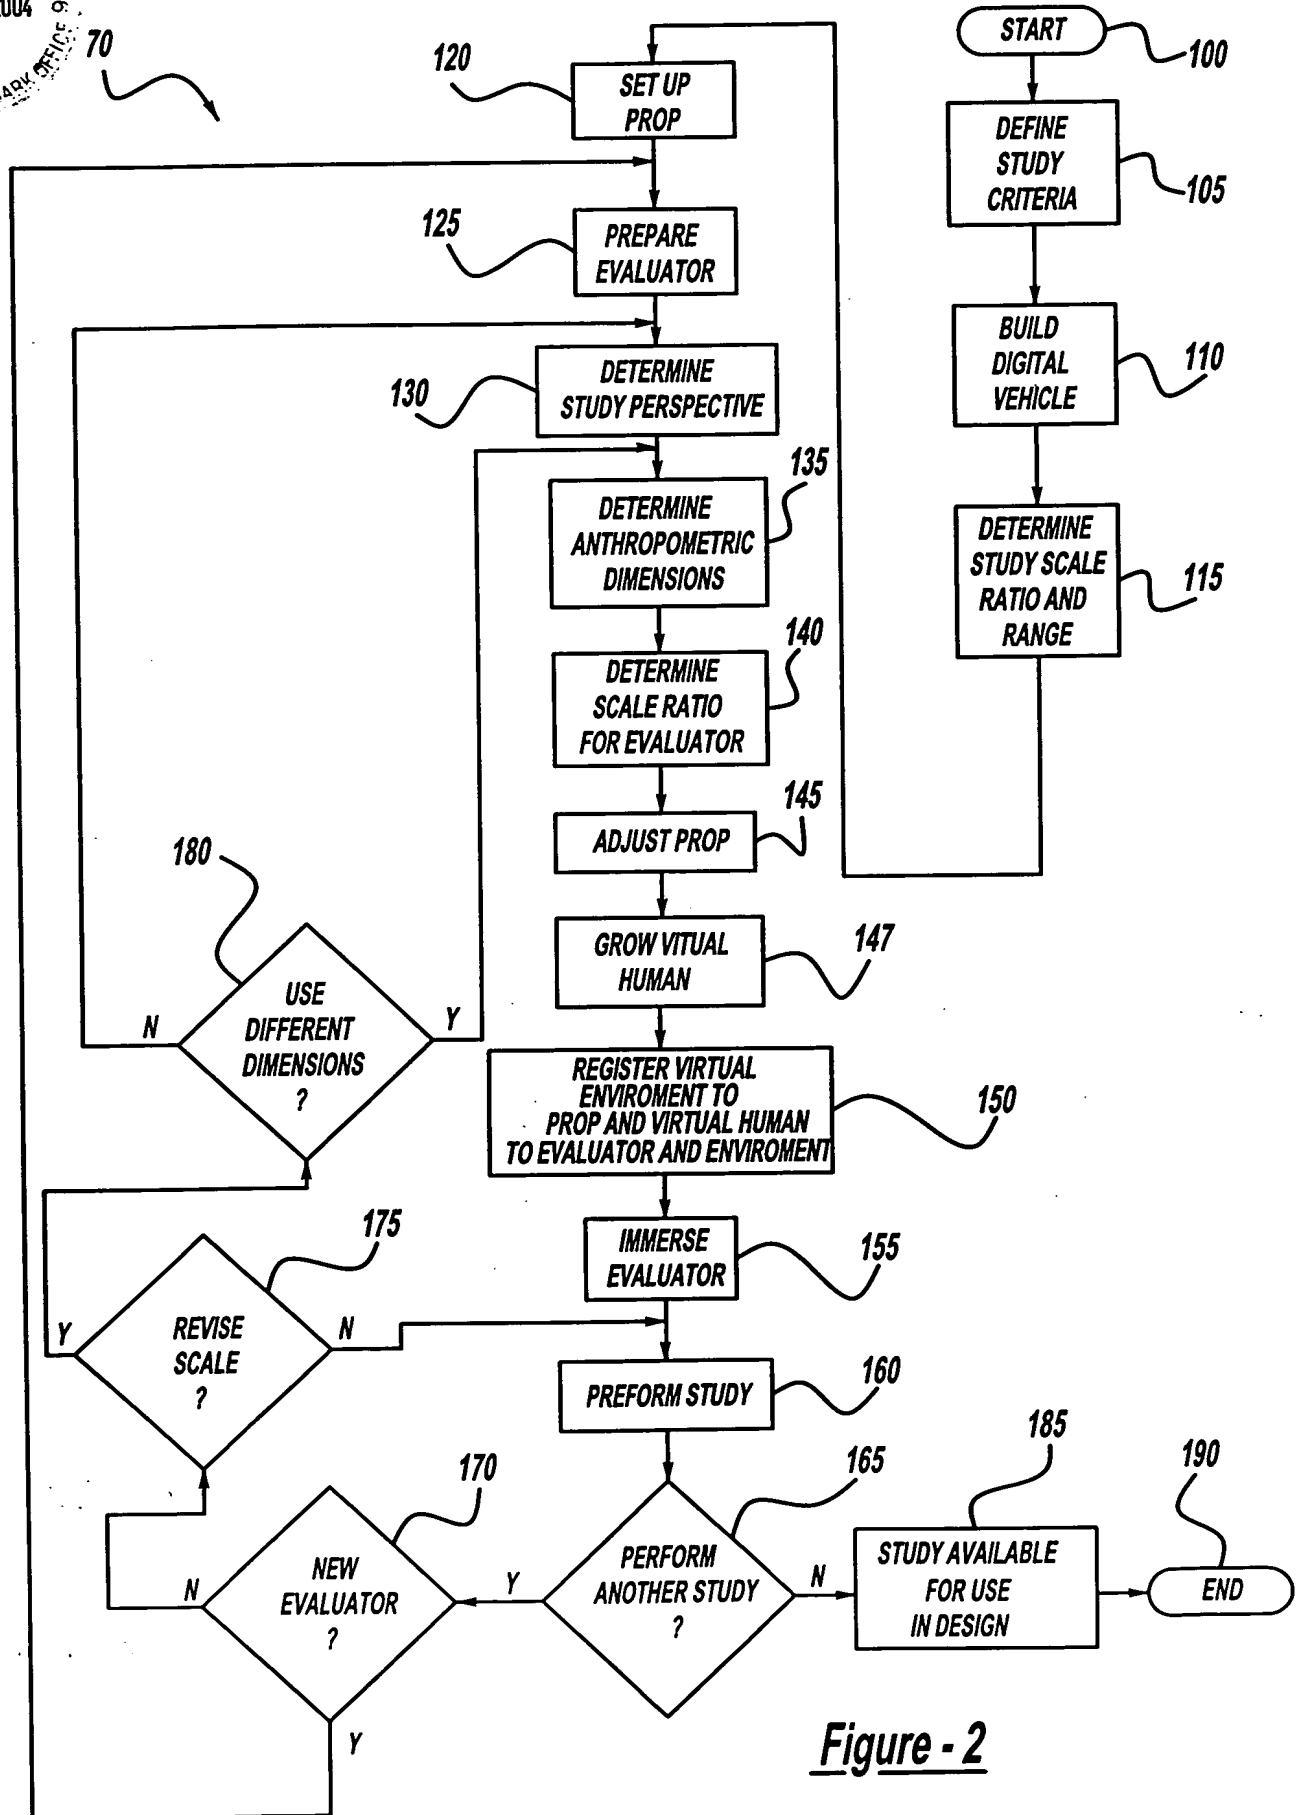 2004
70
START
100
DEFINE
STUDY
CRITERIA
105
BUILD
DIGITAL
VEHICLE
110
DETERMINE
STUDY SCALE
RATIO AND
RANGE
115
120
SET UP
PROP
125
PREPARE
EVALUATOR
130
DETERMINE
STUDY PERSPECTIVE
135
DETERMINE
ANTHROPOMETRIC
DIMENSIONS
140
DETERMINE
SCALE RATIO
FOR EVALUATOR
145
ADJUST PROP
147
GROW VITUAL
HUMAN
REGISTER VIRTUAL
ENVIROMENT TO
PROP AND VIRTUAL HUMAN
TO EVALUATOR AND ENVIROMENT
150
IMMERSE
EVALUATOR
155
PREFORM STUDY
160
PERFORM
ANOTHER STUDY
?
165
Y
N
NEW
EVALUATOR
?
170
N
Y
REVISE
SCALE
?
175
Y
N
180
USE
DIFFERENT
DIMENSIONS
?
N
Y
185
STUDY AVAILABLE
FOR USE
IN DESIGN
190
END
Figure - 2